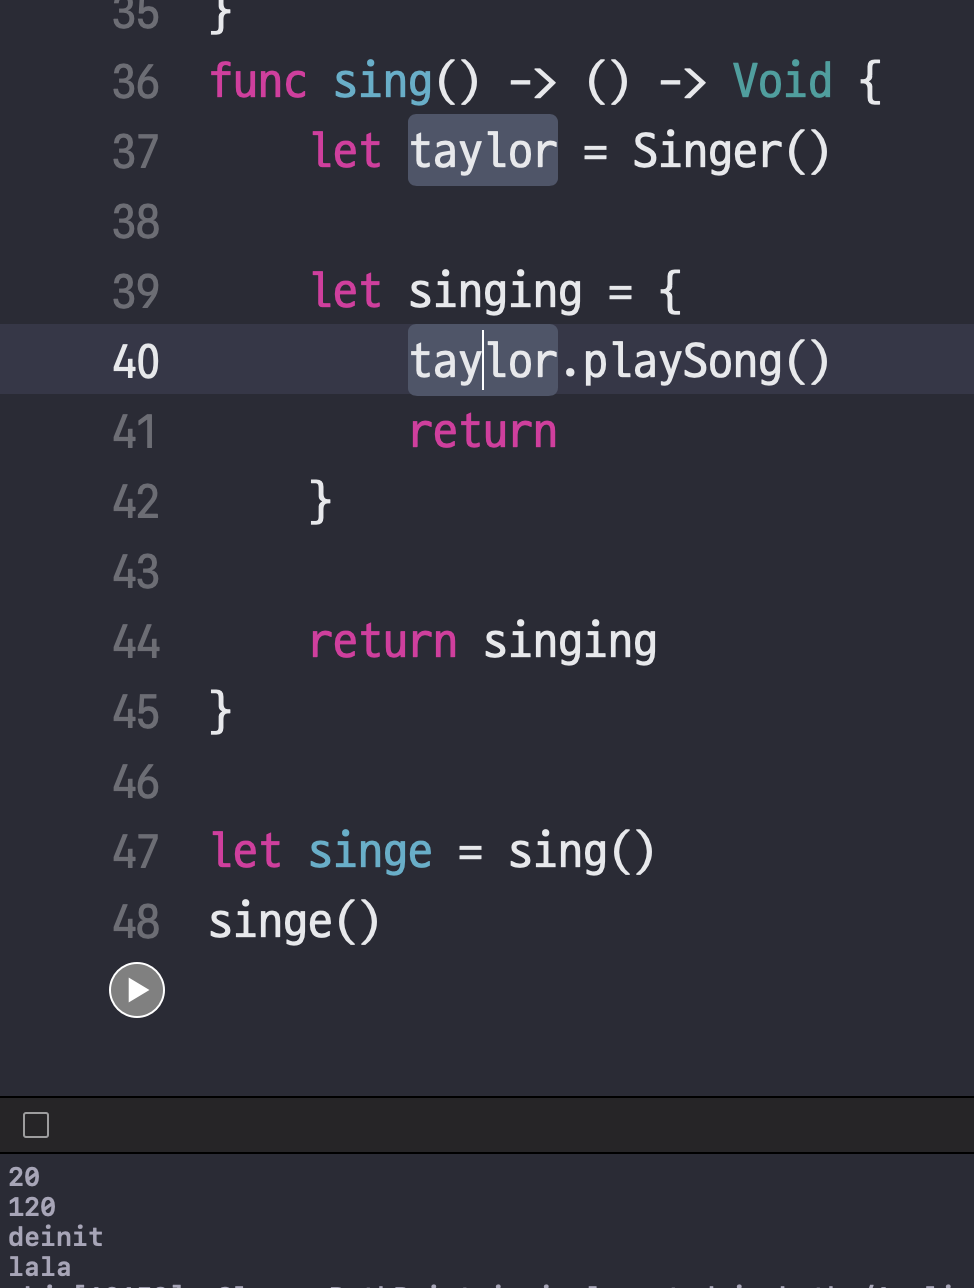 35 }
36 func sing() -> () -> Void {
37 let taylor = Singer()
38
39 let singing = {
40 taylor.playSong()
41 return
42 }
43
44 return singing
45 }
46
47 let singe = sing()
48 singe()
20
120
deinit
lala